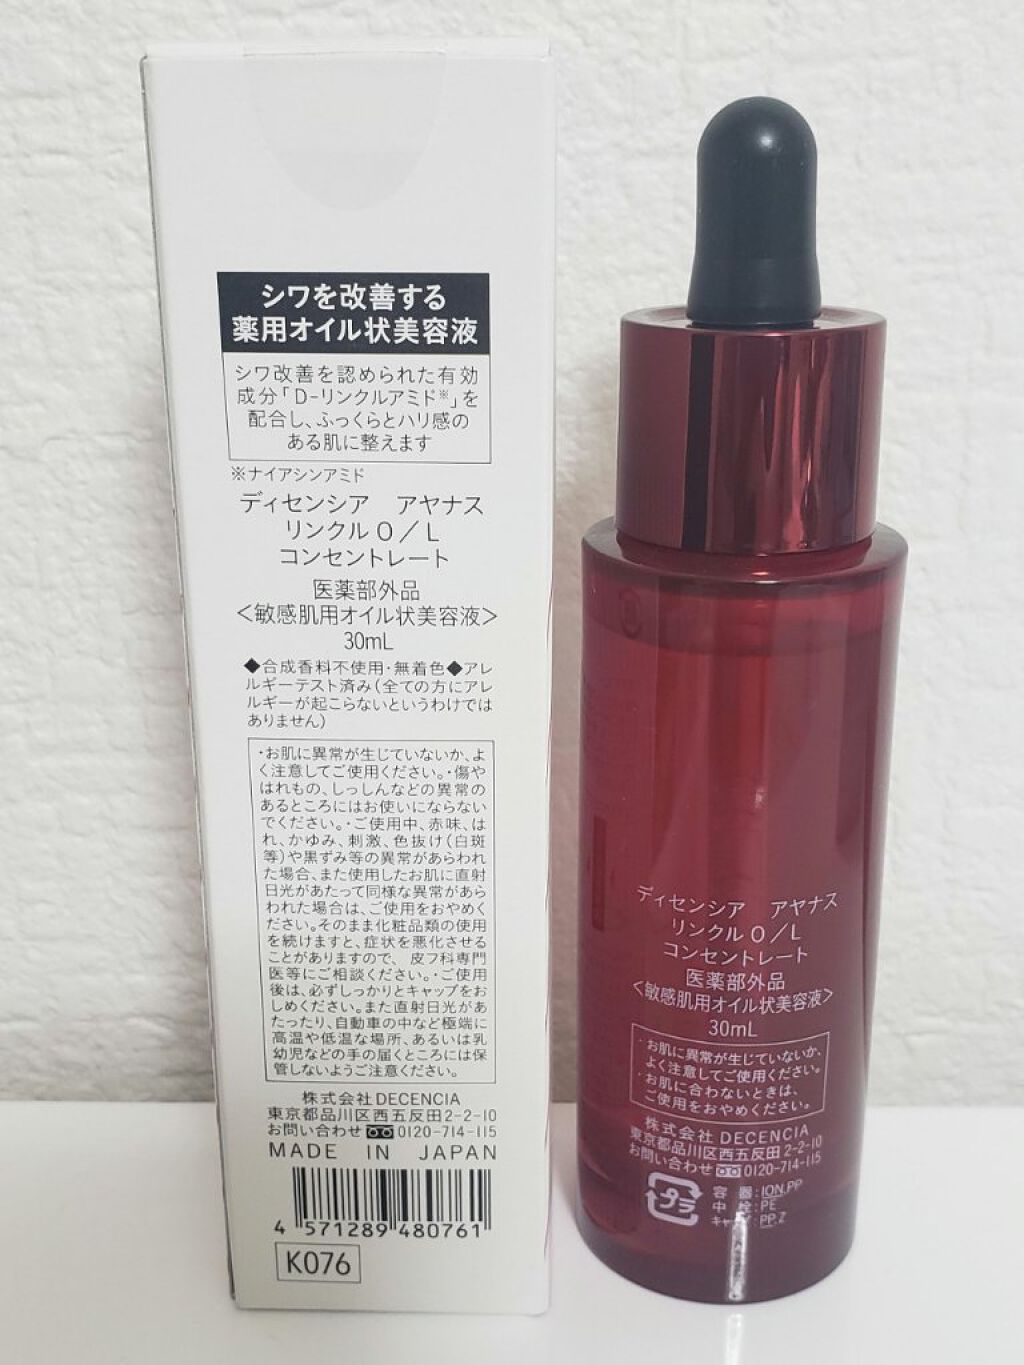 シワを改善する
薬用オイル状美容液
シワ改善を認められた有効
成分「D-リンクルアミド※」を
配合し、ふっくらとハリ感の
ある肌に整えます
※ナイアシンアミド
ディセンシア アヤナス
リンクル O/L
コンセントレート
医薬部外品
<敏感肌用オイル状美容液>
30mL
◆合成香料不使用・無着色◆アレ
ルギーテスト済み(全ての方にアレ
ルギーが起こらないというわけでは
ありません)
・お肌に異常が生じていないか、よ
く注意してご使用ください。・傷や
はれもの、しっしんなどの異常の
あるところにはお使いにならない
でください。・ご使用中、赤味、は
れ、かゆみ、刺激、色抜け(白斑
等)や黒ずみ等の異常があらわれ
た場合、また使用したお肌に直射
日光があたって同様な異常があら
われた場合は、ご使用をおやめく
ださい。そのまま化粧品類の使用
を続けますと、症状を悪化させる
ことがありますので、皮フ科専門
医等にご相談ください。・ご使用
後は、必ずしっかりとキャップをお
しめください。また直射日光があ
たったり、自動車の中など極端に
高温や低温な場所、あるいは乳
幼児などの手の届くところには保
管しないようご注意ください。
株式会社 DECENCIA
東京都品川区西五反田2-2-10
お問い合わせ 0120-714-115
MADE IN JAPAN
4 571289 480761
K076
ディセンシア アヤナス
リンクル O/L
コンセントレート
医薬部外品
<敏感肌用オイル状美容液>
30mL
・お肌に異常が生じていないか、
よく注意してご使用ください。
・お肌に合わないときは、
ご使用をおやめください。
株式会社 DECENCIA
東京都品川区西五反田 2-2-10
お問い合わせ 0120-714-115
プラ
容 器:ION,PP
中 栓:PE
キャップ:PP,Z